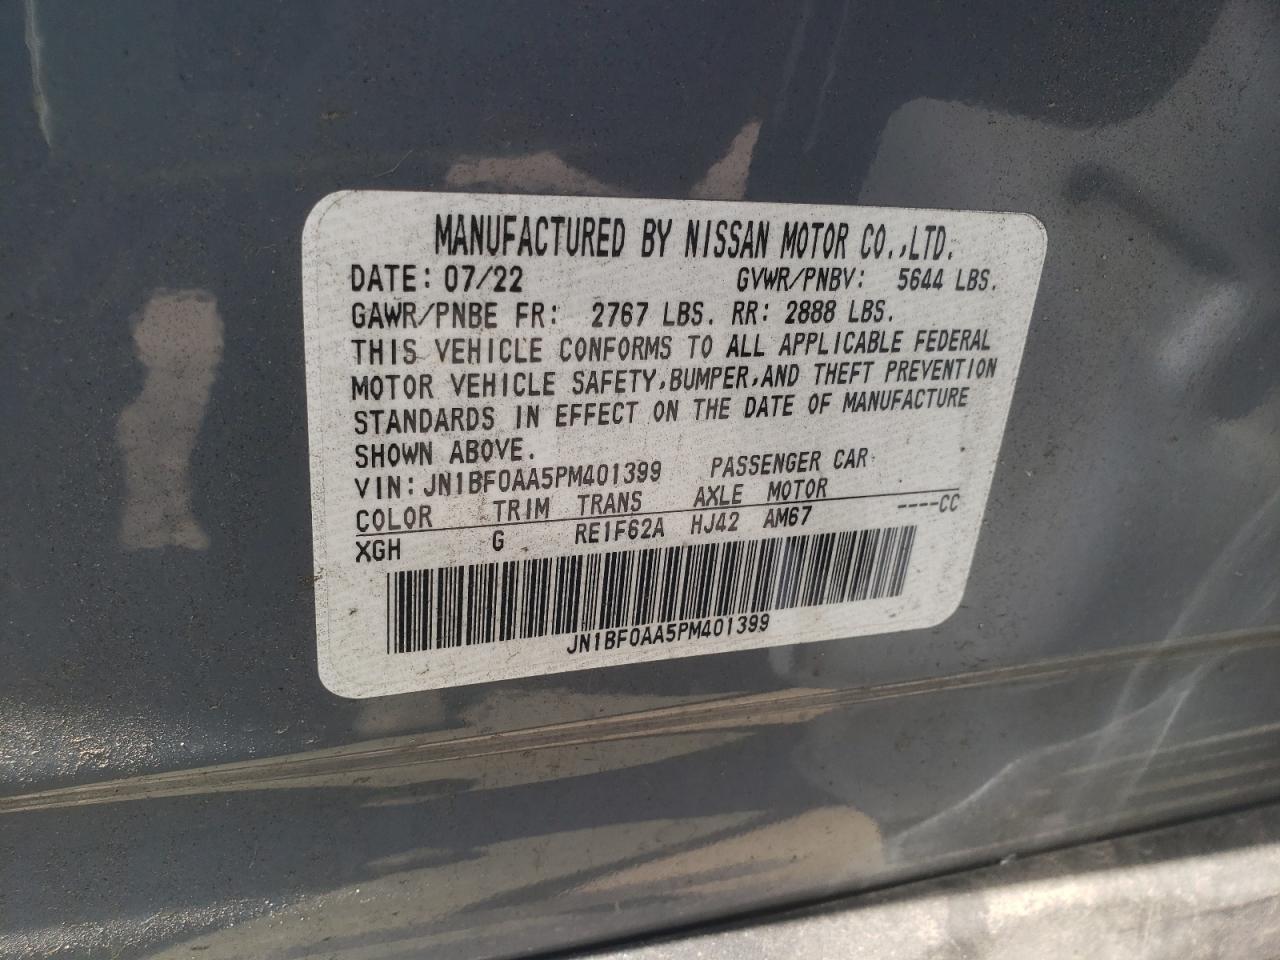 MANUFACTURED BY NISSAN MOTOR CO.,LTD.
DATE: 07/22 GVWR/PNBV: 5644 LBS.
GAWR/PNBE FR: 2767 LBS. RR: 2888 LBS.
THIS VEHICLE CONFORMS TO ALL APPLICABLE FEDERAL
MOTOR VEHICLE SAFETY,BUMPER,AND THEFT PREVENTION
STANDARDS IN EFFECT ON THE DATE OF MANUFACTURE
SHOWN ABOVE.
VIN: JN1BF0AA5PM401399 PASSENGER CAR
COLOR TRIM TRANS AXLE MOTOR
XGH G RE1F62A HJ42 AM67 ----CC
JN1BF0AA5PM401399